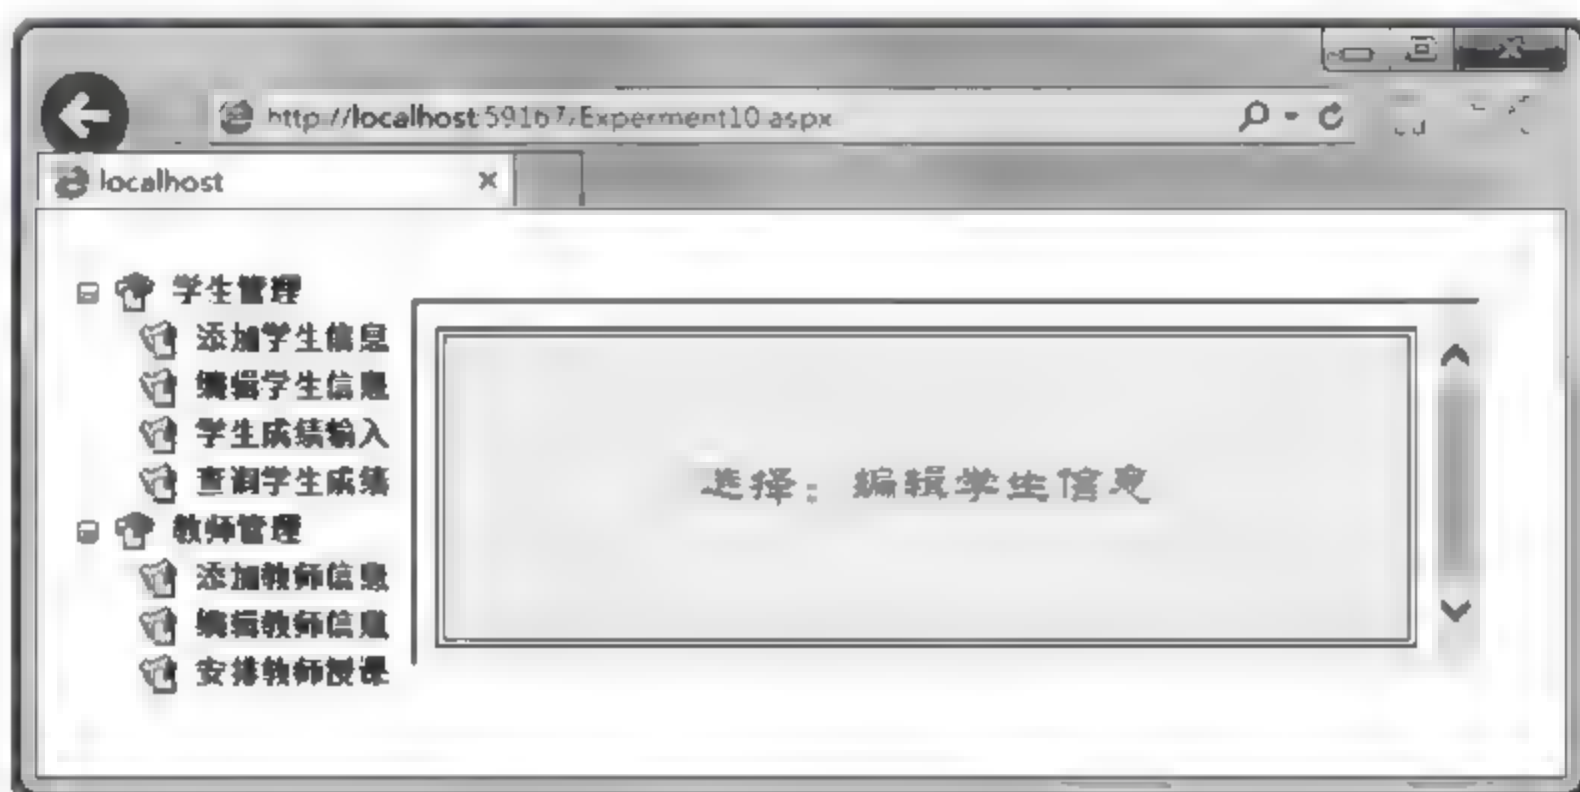 http://localhost:59167/Experment10.aspx
localhost
学生管理
添加学生信息
编辑学生信息
学生成绩输入
查询学生成绩
选择：编辑学生信息
教师管理
添加教师信息
编辑教师信息
安排教师授课